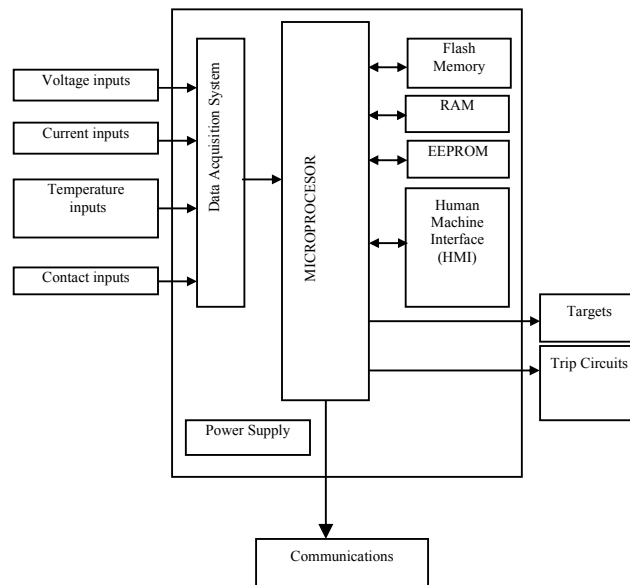 Voltage inputs
Current inputs
Temperature
inputs
Contact inputs
Data Acquisition System
MICROPROCESOR
Flash
Memory
RAM
EEPROM
Human
Machine
Interface
(HMI)
Targets
Trip Circuits
Power Supply
Communications